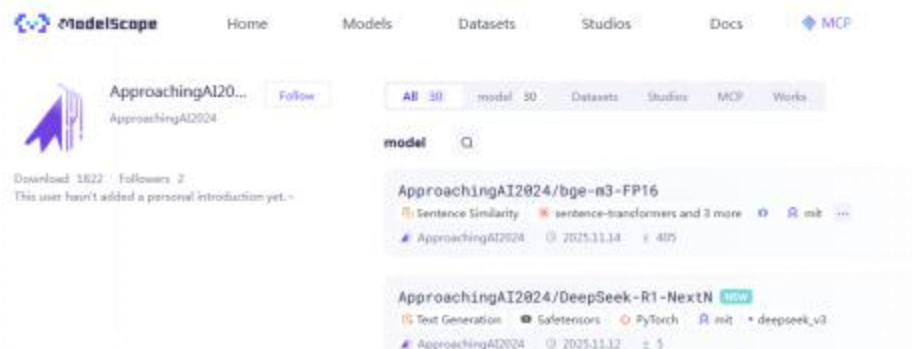 ModelScope Home Models Datasets Studios Docs MCP
ApproachingAI20... Follow
ApproachingAI2024
Download 1822 Followers 2
This user hasn't added a personal introduction yet.~
All 30 model 30 Datasets Studios MCP Works
model
ApproachingAI2024/bge-m3-FP16
Sentence Similarity sentence-transformers and 3 more mit ...
ApproachingAI2024 2025.11.14 405
ApproachingAI2024/DeepSeek-R1-NextN NEW
Text Generation Safetensors PyTorch mit deepseek_v3
ApproachingAI2024 2025.11.12 5